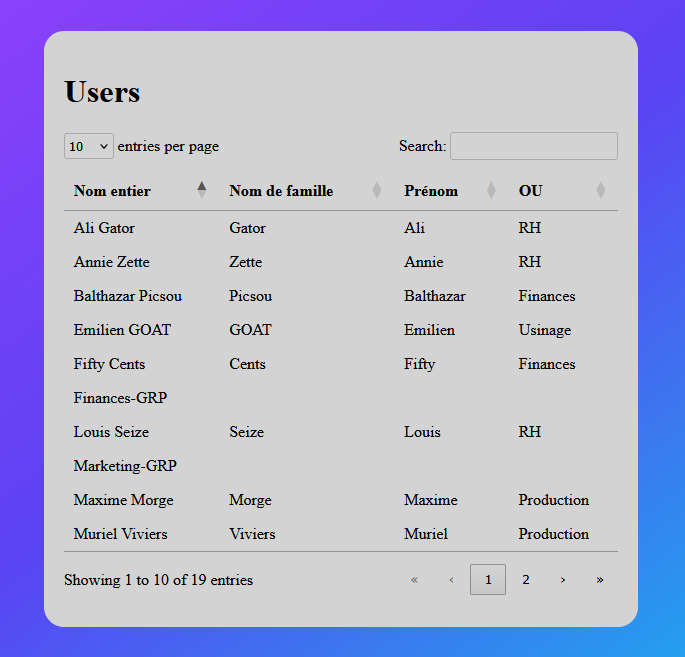 Users
10 entries per page Search:
Nom entier Nom de famille Prénom OU
Ali Gator Gator Ali RH
Annie Zette Zette Annie RH
Balthazar Picsou Picsou Balthazar Finances
Emilien GOAT GOAT Emilien Usinage
Fifty Cents Cents Fifty Finances
Finances-GRP
Louis Seize Seize Louis RH
Marketing-GRP
Maxime Morge Morge Maxime Production
Muriel Viviers Viviers Muriel Production
Showing 1 to 10 of 19 entries « ‹ 1 2 › »